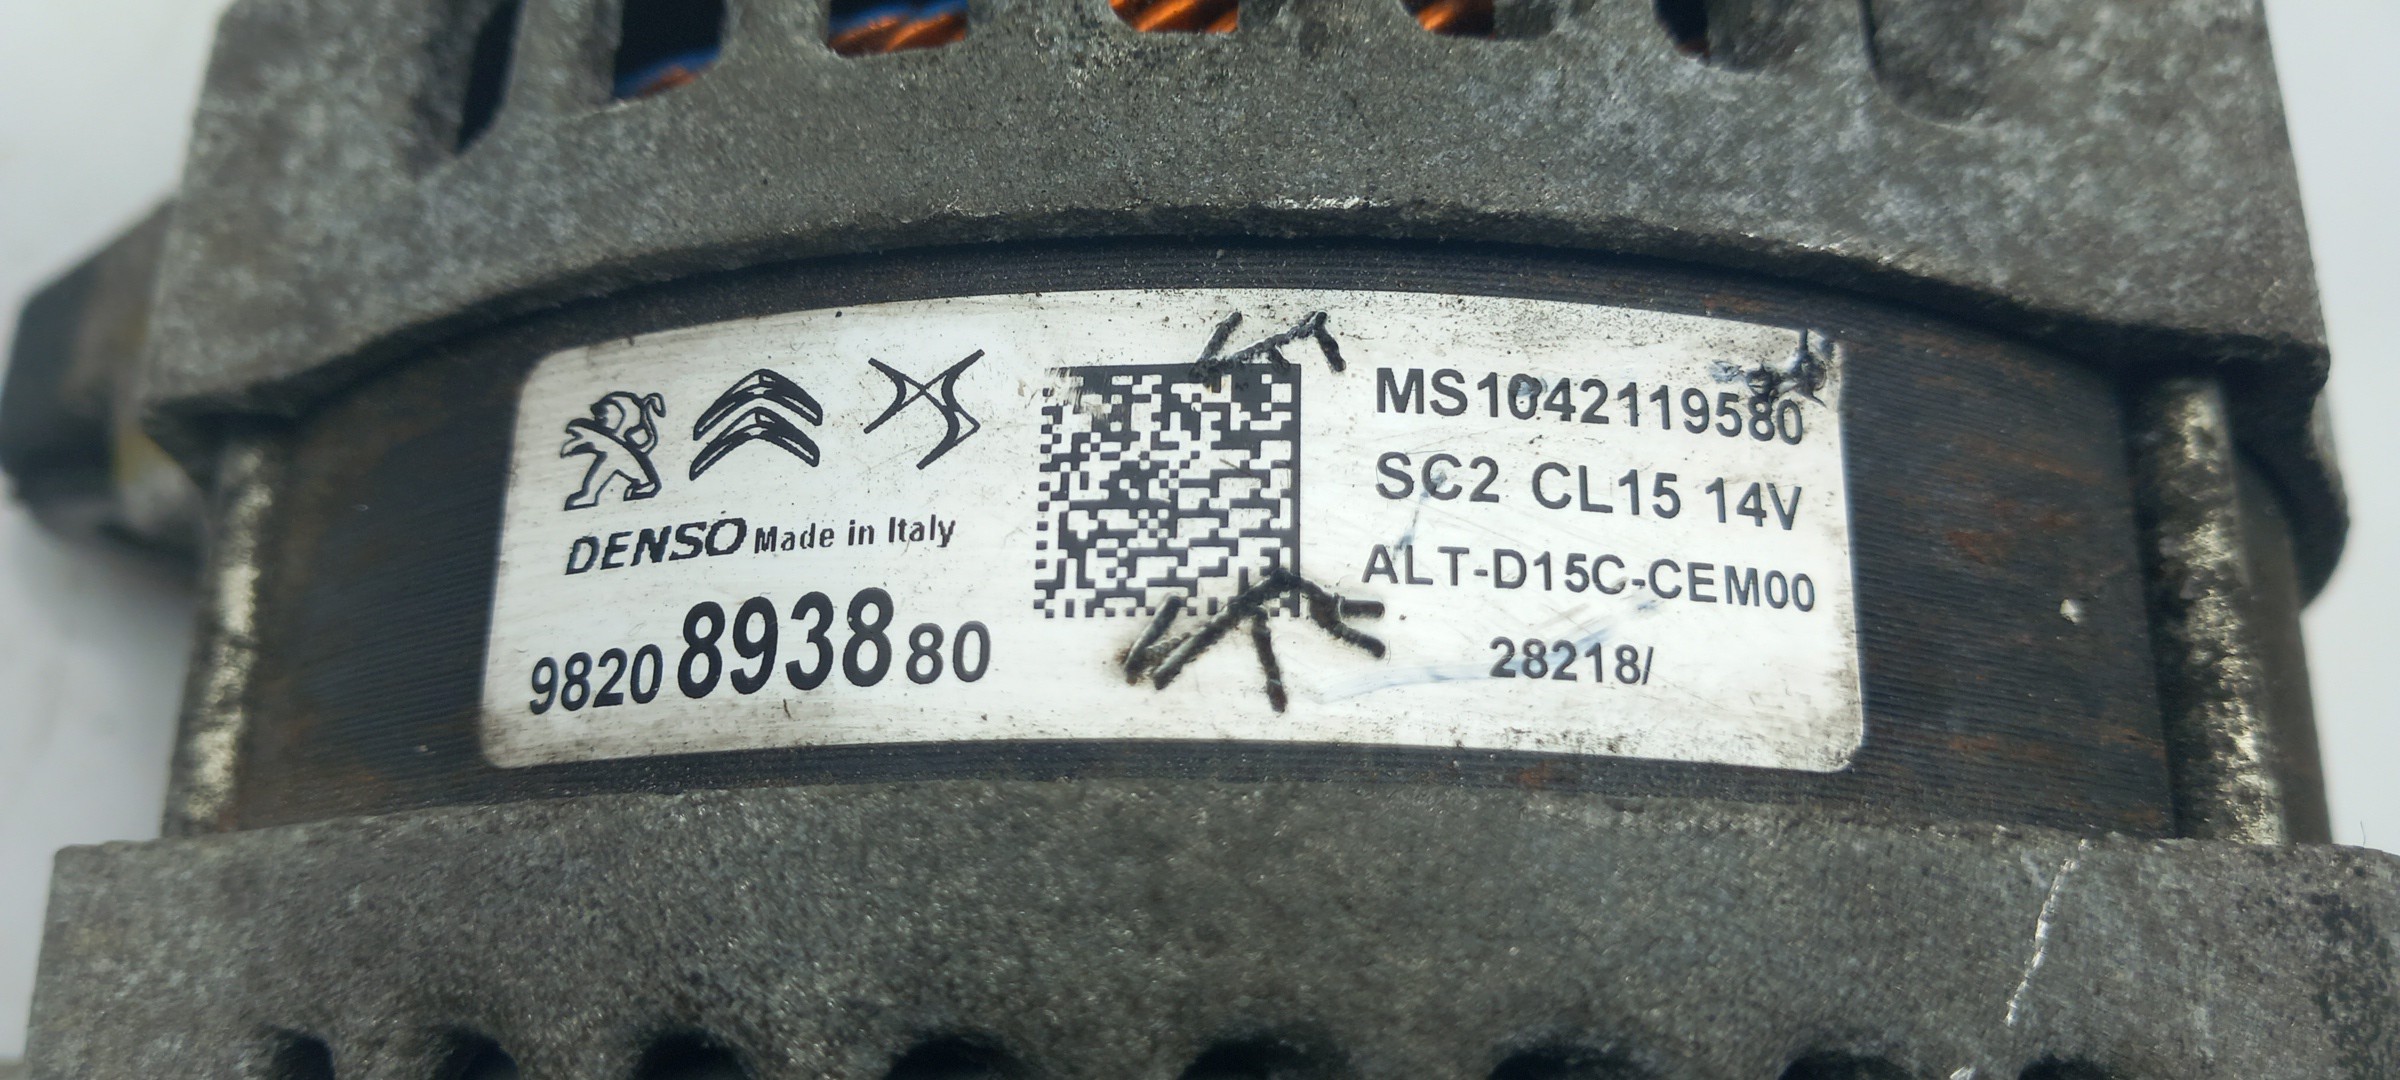 DENSO Made in Italy
9820893880
MS1042119580
SC2 CL15 14V
ALT-D15C-CEM00
28218/